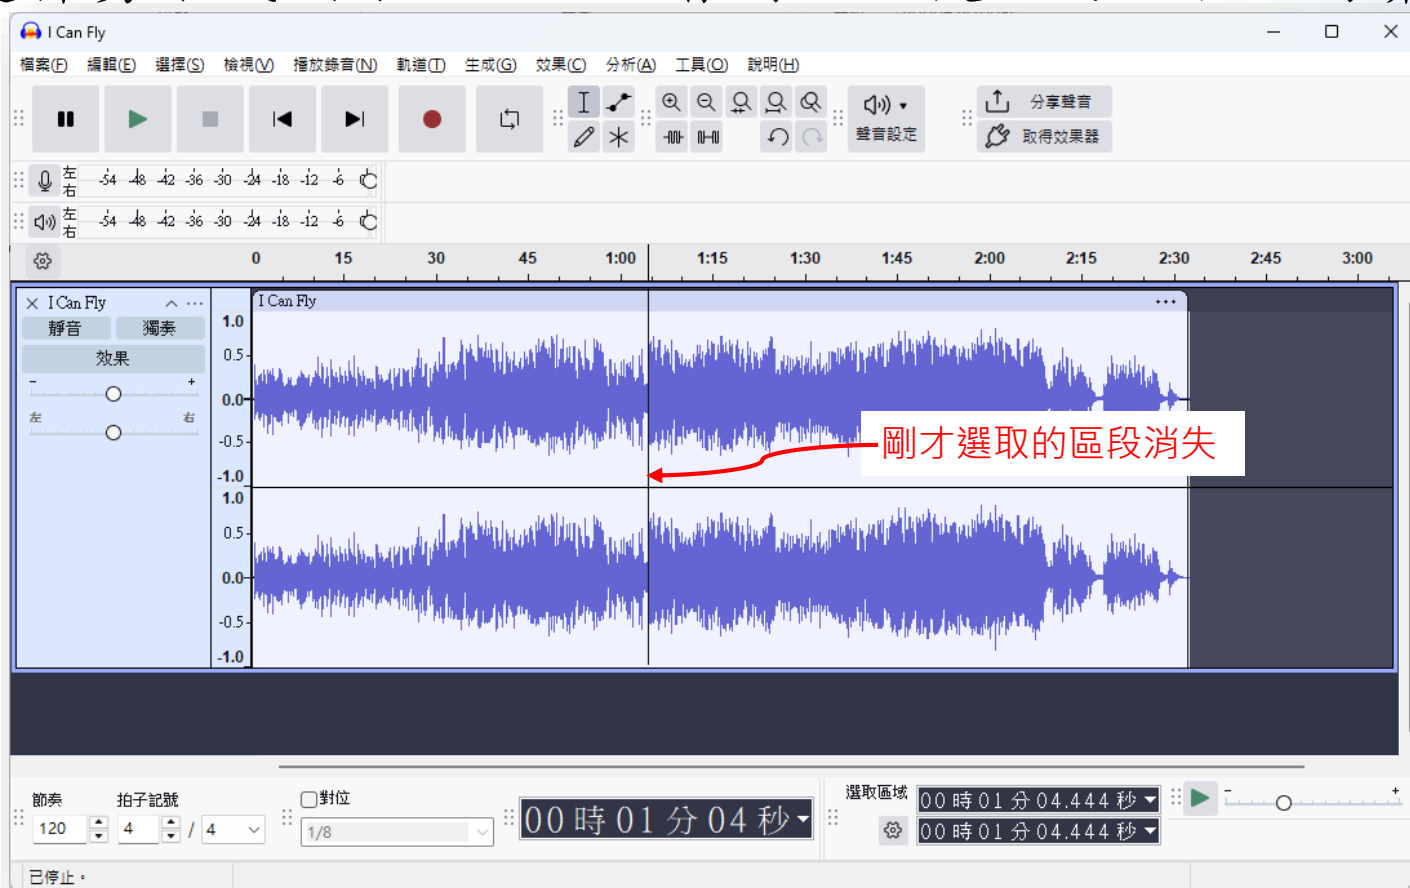 I Can Fly
檔案(F) 編輯(E) 選擇(S) 檢視(V) 播放錄音(N) 軌道(T) 生成(G) 效果(C) 分析(A) 工具(O) 說明(H)
聲音設定
分享聲音
取得效果器
左 右 -54 -48 -42 -36 -30 -24 -18 -12 -6 0
左 右 -54 -48 -42 -36 -30 -24 -18 -12 -6 0
0 15 30 45 1:00 1:15 1:30 1:45 2:00 2:15 2:30 2:45 3:00
I Can Fly
I Can Fly
靜音 獨奏
效果
- +
左 右
1.0
0.5
0.0
-0.5
-1.0
1.0
0.5
0.0
-0.5
-1.0
剛才選取的區段消失
節奏 拍子記號
120 4 / 4
對位
1/8
00 時 01 分 04 秒
選取區域
00 時 01 分 04.444 秒
00 時 01 分 04.444 秒
- +
已停止。